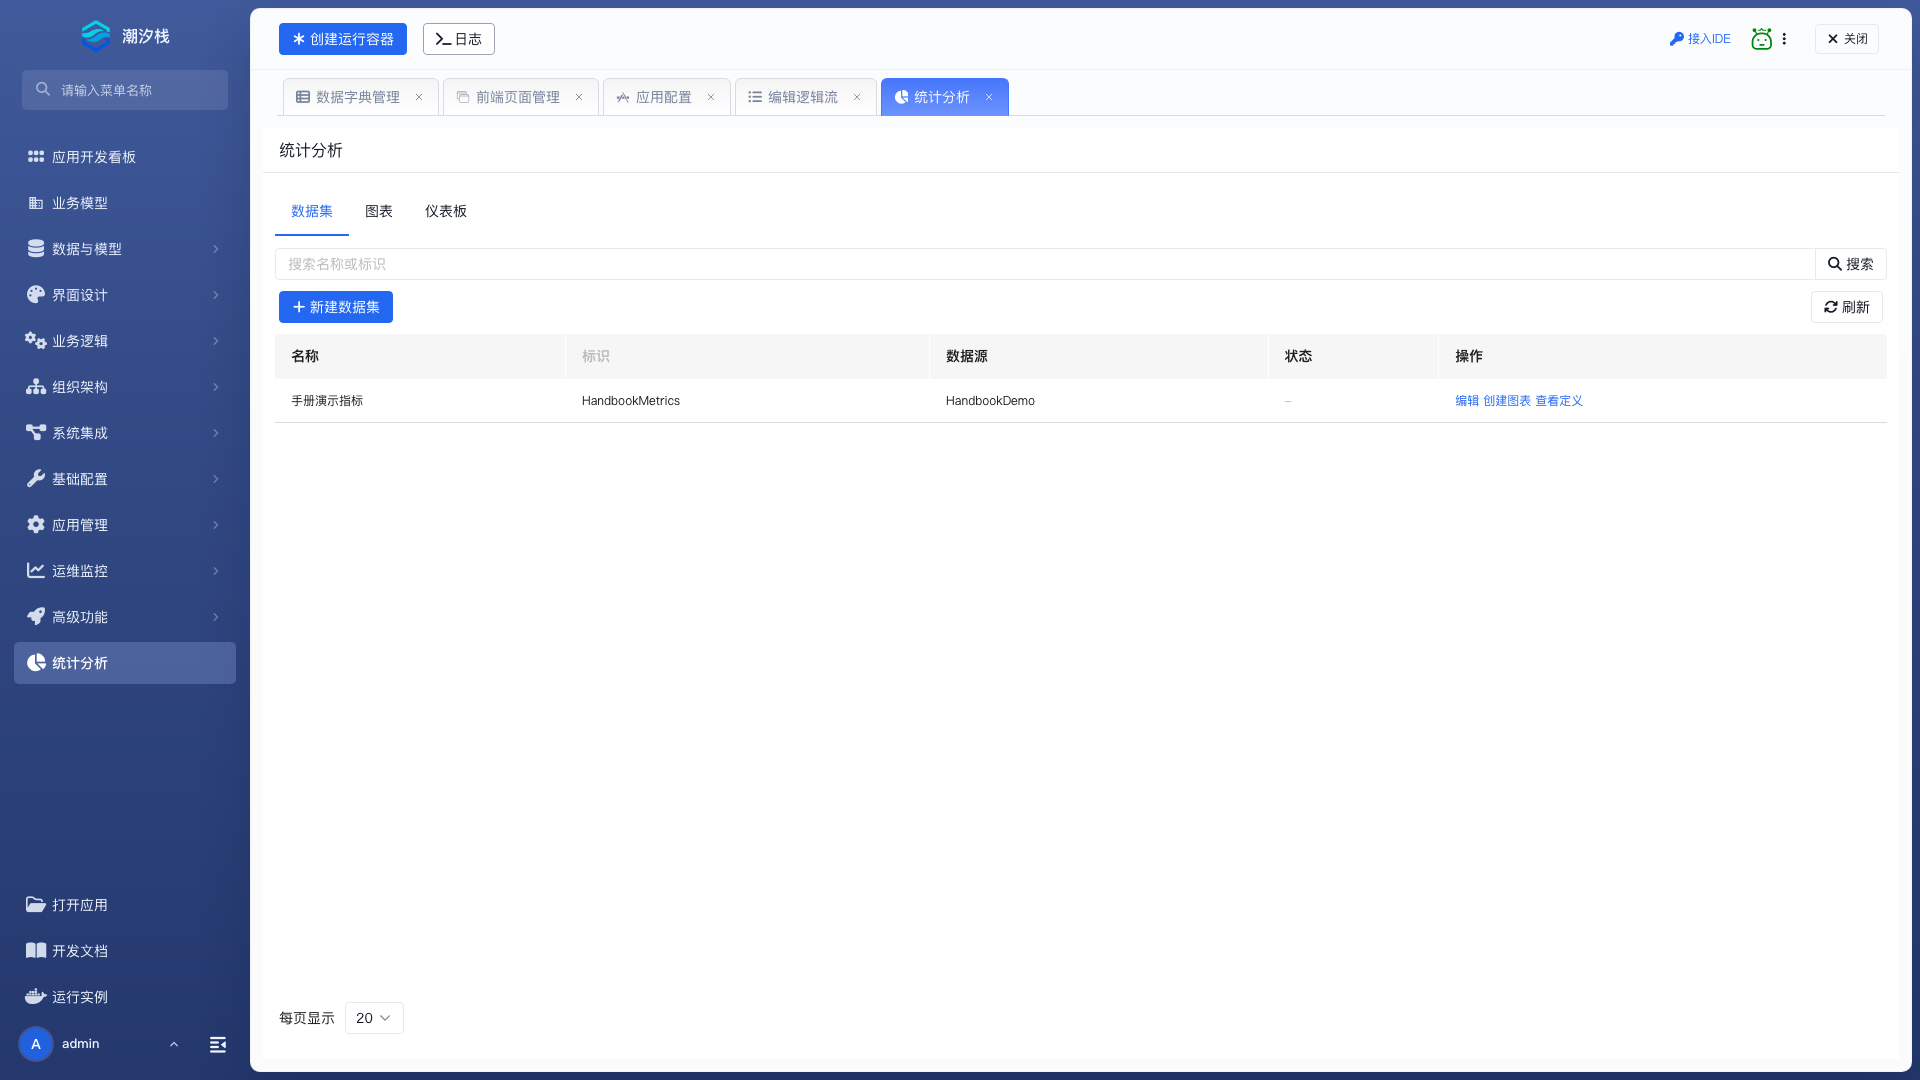 潮汐栈
请输入菜单名称
应用开发看板
业务模型
数据与模型
界面设计
业务逻辑
组织架构
系统集成
基础配置
应用管理
运维监控
高级功能
统计分析
打开应用
开发文档
运行实例
A admin
创建运行容器 日志 接入IDE 关闭
数据字典管理 前端页面管理 应用配置 编辑逻辑流 统计分析
统计分析
数据集 图表 仪表板
搜索名称或标识 搜索
新建数据集 刷新
名称 标识 数据源 状态 操作
手册演示指标 HandbookMetrics HandbookDemo – 编辑 创建图表 查看定义
每页显示 20